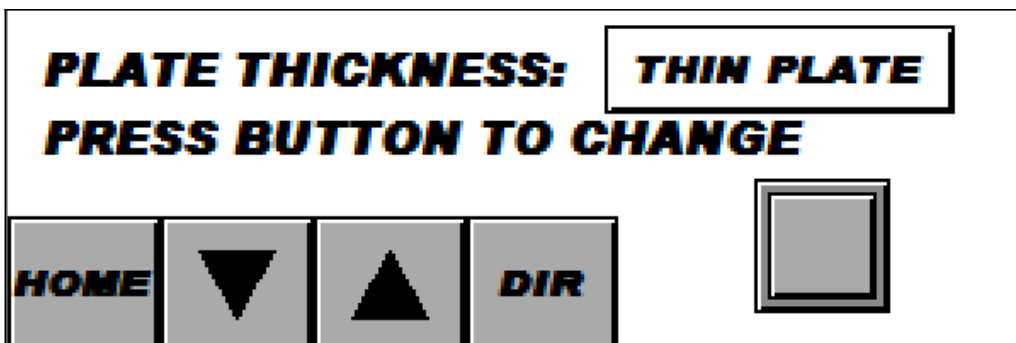 PLATE THICKNESS: THIN PLATE
PRESS BUTTON TO CHANGE
HOME DIR